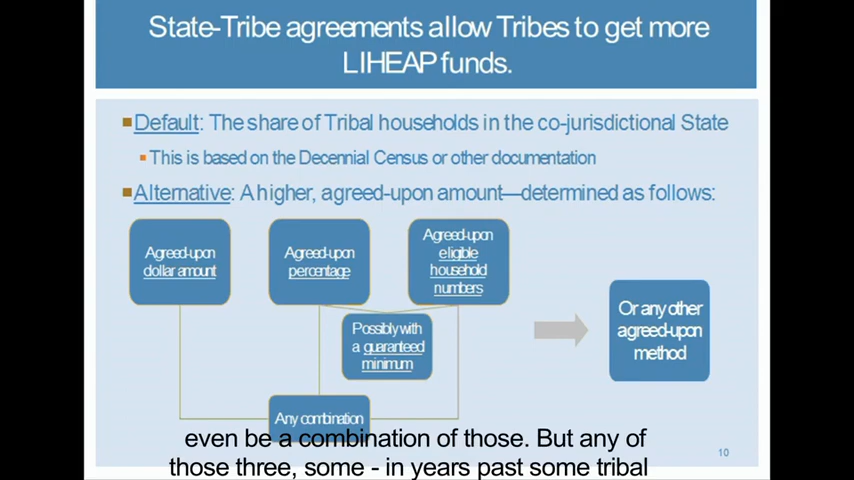 State-Tribe agreements allow Tribes to get more
LIHEAP funds.
Default: The share of Tribal households in the co-jurisdictional State
This is based on the Decennial Census or other documentation
Alternative: A higher, agreed-upon amount—determined as follows:
Agreed-upon
dollar amount
Agreed-upon
percentage
Agreed-upon
eligible
household
numbers
Possibly with
a guaranteed
minimum
Any combination
Or any other
agreed-upon
method
even be a combination of those. But any of
those three, some - in years past some tribal
10